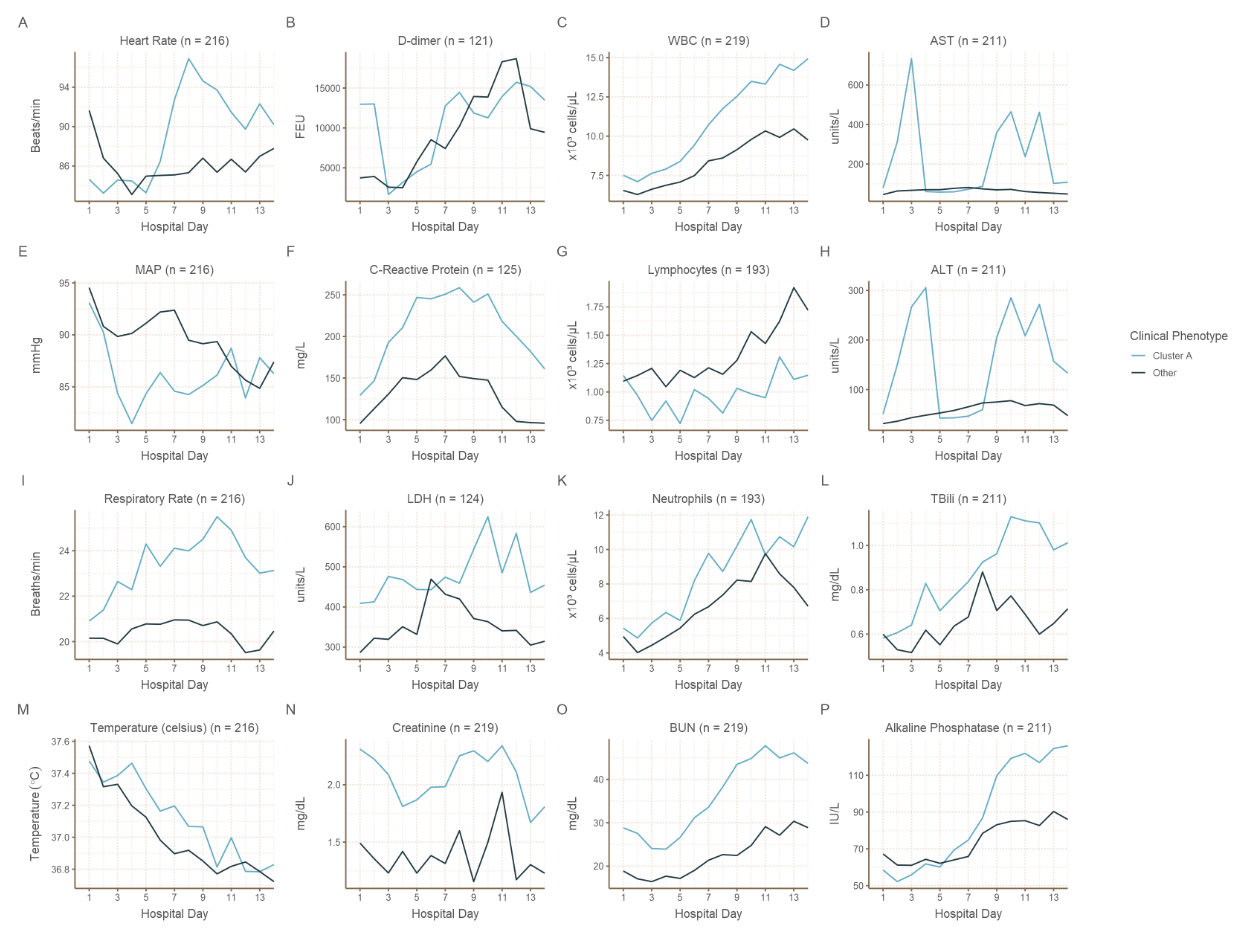 A
Heart Rate (n = 216)
Beats/min
94
90
86
1 3 5 7 9 11 13
Hospital Day
B
D-dimer (n = 121)
FEU
15000
10000
5000
1 3 5 7 9 11 13
Hospital Day
C
WBC (n = 219)
x10³ cells/µL
15.0
12.5
10.0
7.5
1 3 5 7 9 11 13
Hospital Day
D
AST (n = 211)
units/L
600
400
200
1 3 5 7 9 11 13
Hospital Day
E
MAP (n = 216)
mmHg
95
90
85
1 3 5 7 9 11 13
Hospital Day
F
C-Reactive Protein (n = 125)
mg/L
250
200
150
100
1 3 5 7 9 11 13
Hospital Day
G
Lymphocytes (n = 193)
x10³ cells/µL
1.75
1.50
1.25
1.00
0.75
1 3 5 7 9 11 13
Hospital Day
H
ALT (n = 211)
units/L
300
200
100
1 3 5 7 9 11 13
Hospital Day
Clinical Phenotype
Cluster A
Other
I
Respiratory Rate (n = 216)
Breaths/min
24
22
20
1 3 5 7 9 11 13
Hospital Day
J
LDH (n = 124)
units/L
600
500
400
300
1 3 5 7 9 11 13
Hospital Day
K
Neutrophils (n = 193)
x10³ cells/µL
12
10
8
6
4
1 3 5 7 9 11 13
Hospital Day
L
TBili (n = 211)
mg/dL
1.0
0.8
0.6
1 3 5 7 9 11 13
Hospital Day
M
Temperature (celsius) (n = 216)
Temperature (°C)
37.6
37.4
37.2
37.0
36.8
1 3 5 7 9 11 13
Hospital Day
N
Creatinine (n = 219)
mg/dL
2.0
1.5
1 3 5 7 9 11 13
Hospital Day
O
BUN (n = 219)
mg/dL
40
30
20
1 3 5 7 9 11 13
Hospital Day
P
Alkaline Phosphatase (n = 211)
IU/L
110
90
70
50
1 3 5 7 9 11 13
Hospital Day